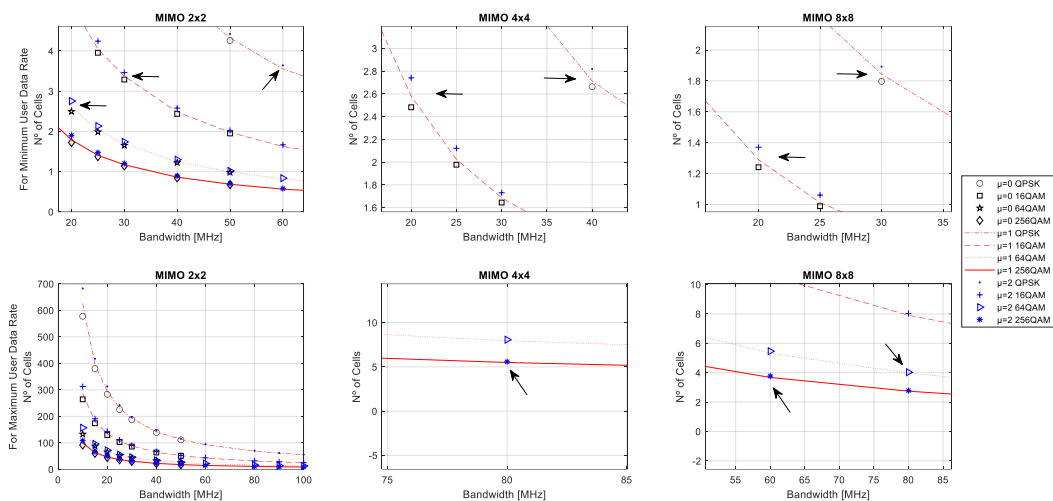 MIMO 2x2
MIMO 4x4
MIMO 8x8
For Minimum User Data Rate
Nº of Cells
4
3
2
1
0
20
30
40
50
60
Bandwidth [MHz]
Nº of Cells
3
2.8
2.6
2.4
2.2
2
1.8
1.6
20
25
30
35
40
Bandwidth [MHz]
Nº of Cells
2
1.8
1.6
1.4
1.2
1
20
25
30
35
Bandwidth [MHz]
μ=0 QPSK
μ=0 16QAM
μ=0 64QAM
μ=0 256QAM
μ=1 QPSK
μ=1 16QAM
μ=1 64QAM
μ=1 256QAM
μ=2 QPSK
μ=2 16QAM
μ=2 64QAM
μ=2 256QAM
MIMO 2x2
MIMO 4x4
MIMO 8x8
For Maximum User Data Rate
Nº of Cells
700
600
500
400
300
200
100
0
10
20
30
40
50
60
70
80
90
100
Bandwidth [MHz]
Nº of Cells
10
5
0
-5
75
80
85
Bandwidth [MHz]
Nº of Cells
10
8
6
4
2
0
-2
55
60
65
70
75
80
85
Bandwidth [MHz]